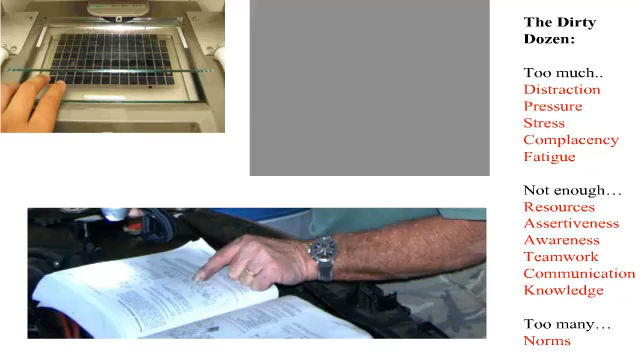 The Dirty
Dozen:
Too much..
Distraction
Pressure
Stress
Complacency
Fatigue
Not enough…
Resources
Assertiveness
Awareness
Teamwork
Communication
Knowledge
Too many…
Norms